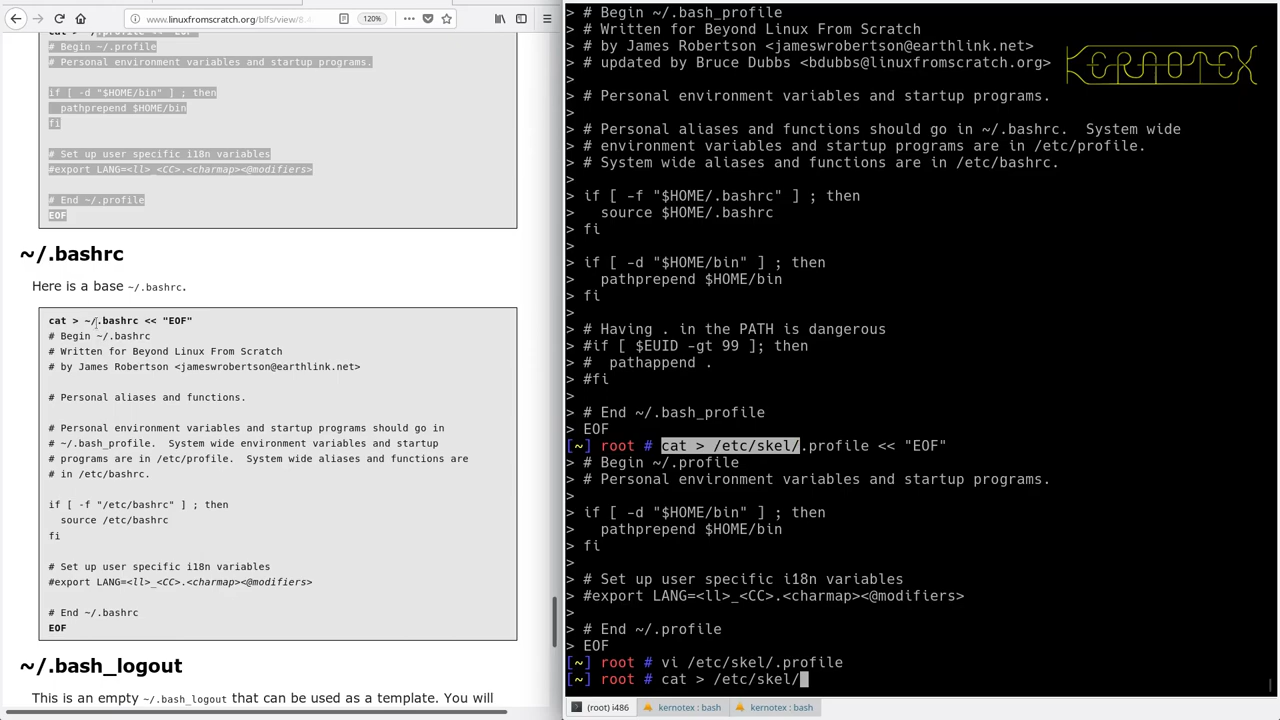 www.linuxfromscratch.org/blfs/view/8.
120%
# Begin ~/.profile
# Personal environment variables and startup programs.
if [ -d "$HOME/bin" ] ; then
  pathprepend $HOME/bin
fi
# Set up user specific i18n variables
#export LANG=<ll>_<CC>.<charmap><@modifiers>
# End ~/.profile
EOF
~/.bashrc
Here is a base ~/.bashrc.
cat > ~/.bashrc << "EOF"
# Begin ~/.bashrc
# Written for Beyond Linux From Scratch
# by James Robertson <jameswrobertson@earthlink.net>
# Personal aliases and functions.
# Personal environment variables and startup programs should go in
# ~/.bash_profile.  System wide environment variables and startup
# programs are in /etc/profile.  System wide aliases and functions are
# in /etc/bashrc.
if [ -f "/etc/bashrc" ] ; then
  source /etc/bashrc
fi
# Set up user specific i18n variables
#export LANG=<ll>_<CC>.<charmap><@modifiers>
# End ~/.bashrc
EOF
~/.bash_logout
This is an empty ~/.bash_logout that can be used as a template. You will
> # Begin ~/.bash_profile
> # Written for Beyond Linux From Scratch
> # by James Robertson <jameswrobertson@earthlink.net>
> # updated by Bruce Dubbs <bdubbs@linuxfromscratch.org>
>
> # Personal environment variables and startup programs.
>
> # Personal aliases and functions should go in ~/.bashrc.  System wide
> # environment variables and startup programs are in /etc/profile.
> # System wide aliases and functions are in /etc/bashrc.
>
> if [ -f "$HOME/.bashrc" ] ; then
>   source $HOME/.bashrc
> fi
>
> if [ -d "$HOME/bin" ] ; then
>   pathprepend $HOME/bin
> fi
>
> # Having . in the PATH is dangerous
> #if [ $EUID -gt 99 ]; then
> #  pathappend .
> #fi
>
> # End ~/.bash_profile
> EOF
[~] root # cat > /etc/skel/.profile << "EOF"
> # Begin ~/.profile
> # Personal environment variables and startup programs.
>
> if [ -d "$HOME/bin" ] ; then
>   pathprepend $HOME/bin
> fi
>
> # Set up user specific i18n variables
> #export LANG=<ll>_<CC>.<charmap><@modifiers>
>
> # End ~/.profile
> EOF
[~] root # vi /etc/skel/.profile
[~] root # cat > /etc/skel/
KERNOTEX
(root) i486
kernotex : bash
kernotex : bash